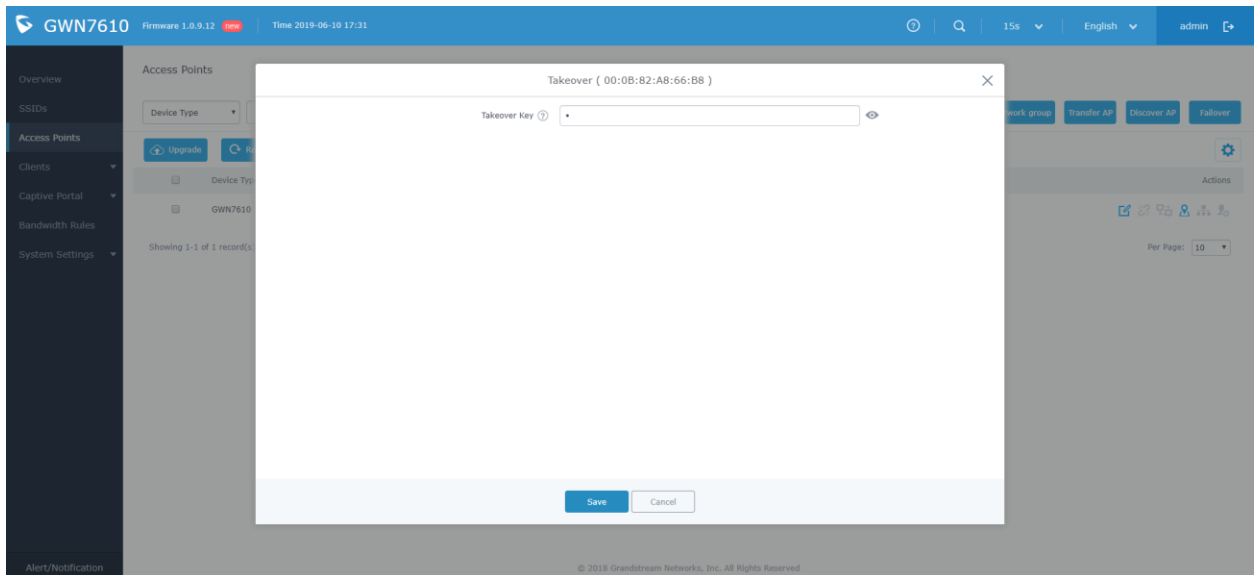 GWN7610 Firmware 1.0.9.12 new Time 2019-06-10 17:31 15s English admin
Overview
SSIDs
Access Points
Clients
Captive Portal
Bandwidth Rules
System Settings
Alert/Notification
Access Points
Device Type work group Transfer AP Discover AP Failover
Upgrade
Device Actions
GWN7610
Showing 1-1 of 1 record(s) Per Page: 10
Takeover ( 00:0B:82:A8:66:B8 )
Takeover Key
Save Cancel
© 2018 Grandstream Networks, Inc. All Rights Reserved